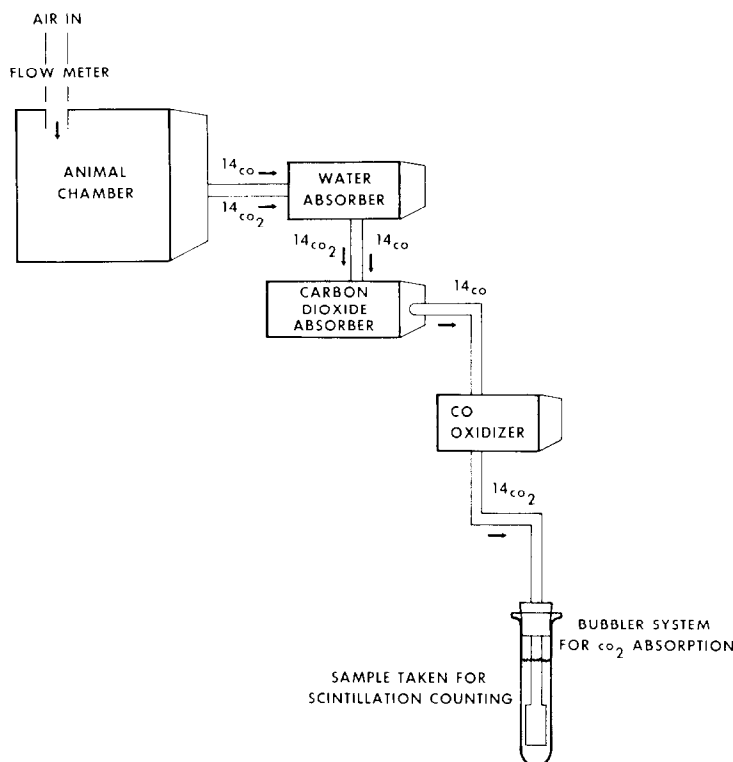 AIR IN
FLOW METER
ANIMAL
CHAMBER
14co
14co2
WATER
ABSORBER
14co2 14co
CARBON
DIOXIDE
ABSORBER
14co
CO
OXIDIZER
14co2
BUBBLER SYSTEM
FOR co2 ABSORPTION
SAMPLE TAKEN FOR
SCINTILLATION COUNTING